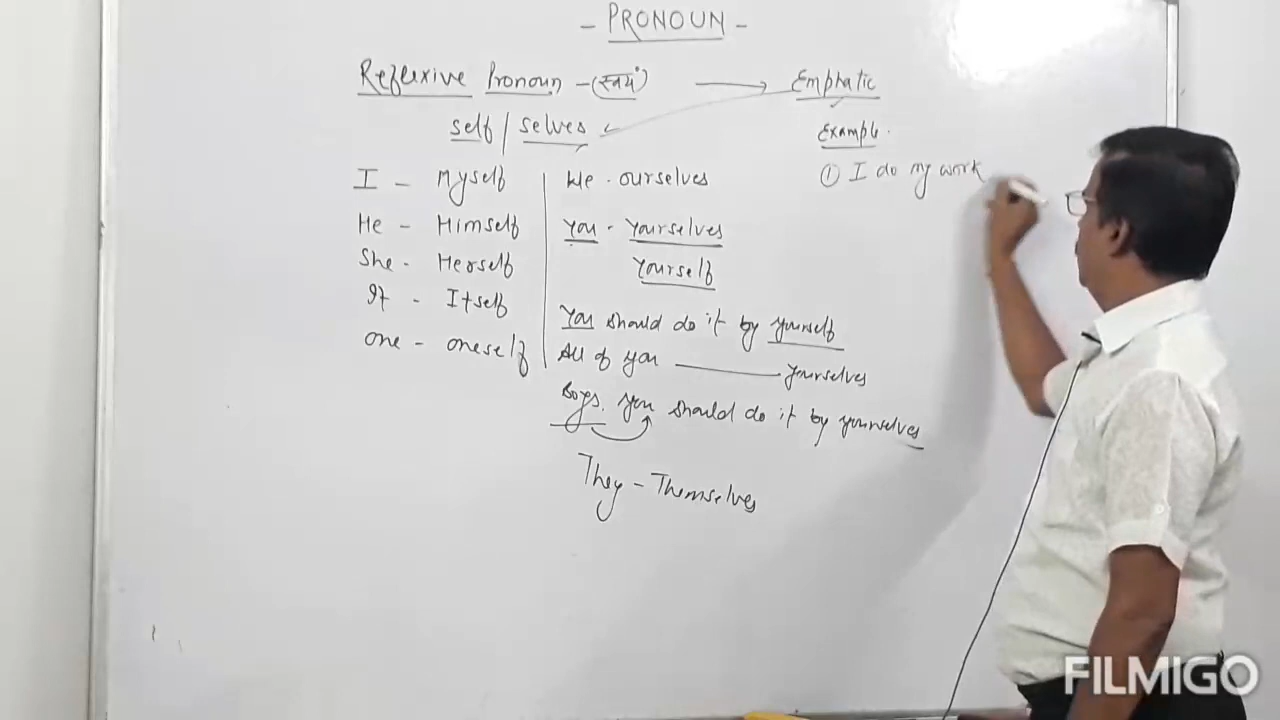 - PRONOUN -
Reflexive Pronoun - (स्वयं) → Emphatic
self / selves
I - Myself
He - Himself
She - Herself
It - Itself
one - oneself
We - ourselves
you - yourselves
yourself
You should do it by yourself
All of you ——— yourselves
Boys, you should do it by yourselves
They - Themselves
Example.
① I do my work
FILMIGO